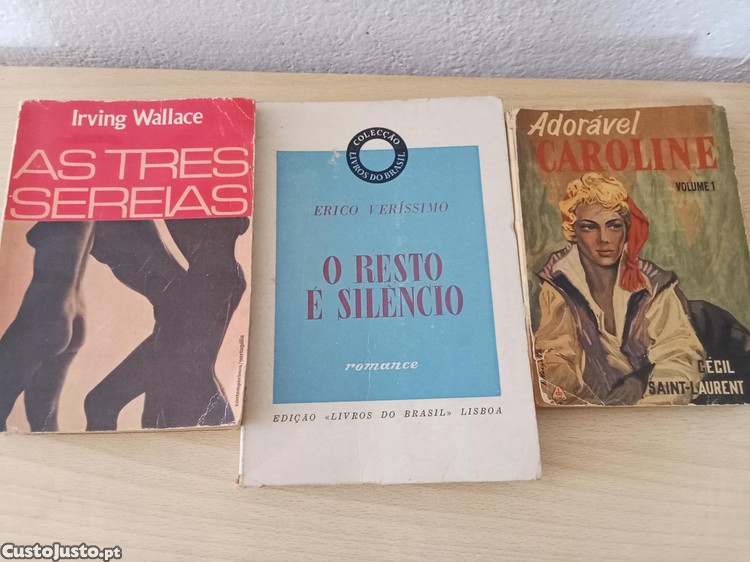 Irving Wallace
AS TRES
SEREIAS
COLECÇÃO
LIVROS DO BRASIL
ERICO VERÍSSIMO
O RESTO
É SILÊNCIO
romance
EDIÇÃO «LIVROS DO BRASIL» LISBOA
Adorável
CAROLINE
VOLUME 1
CÉCIL
SAINT-LAURENT
CustoJusto.pt